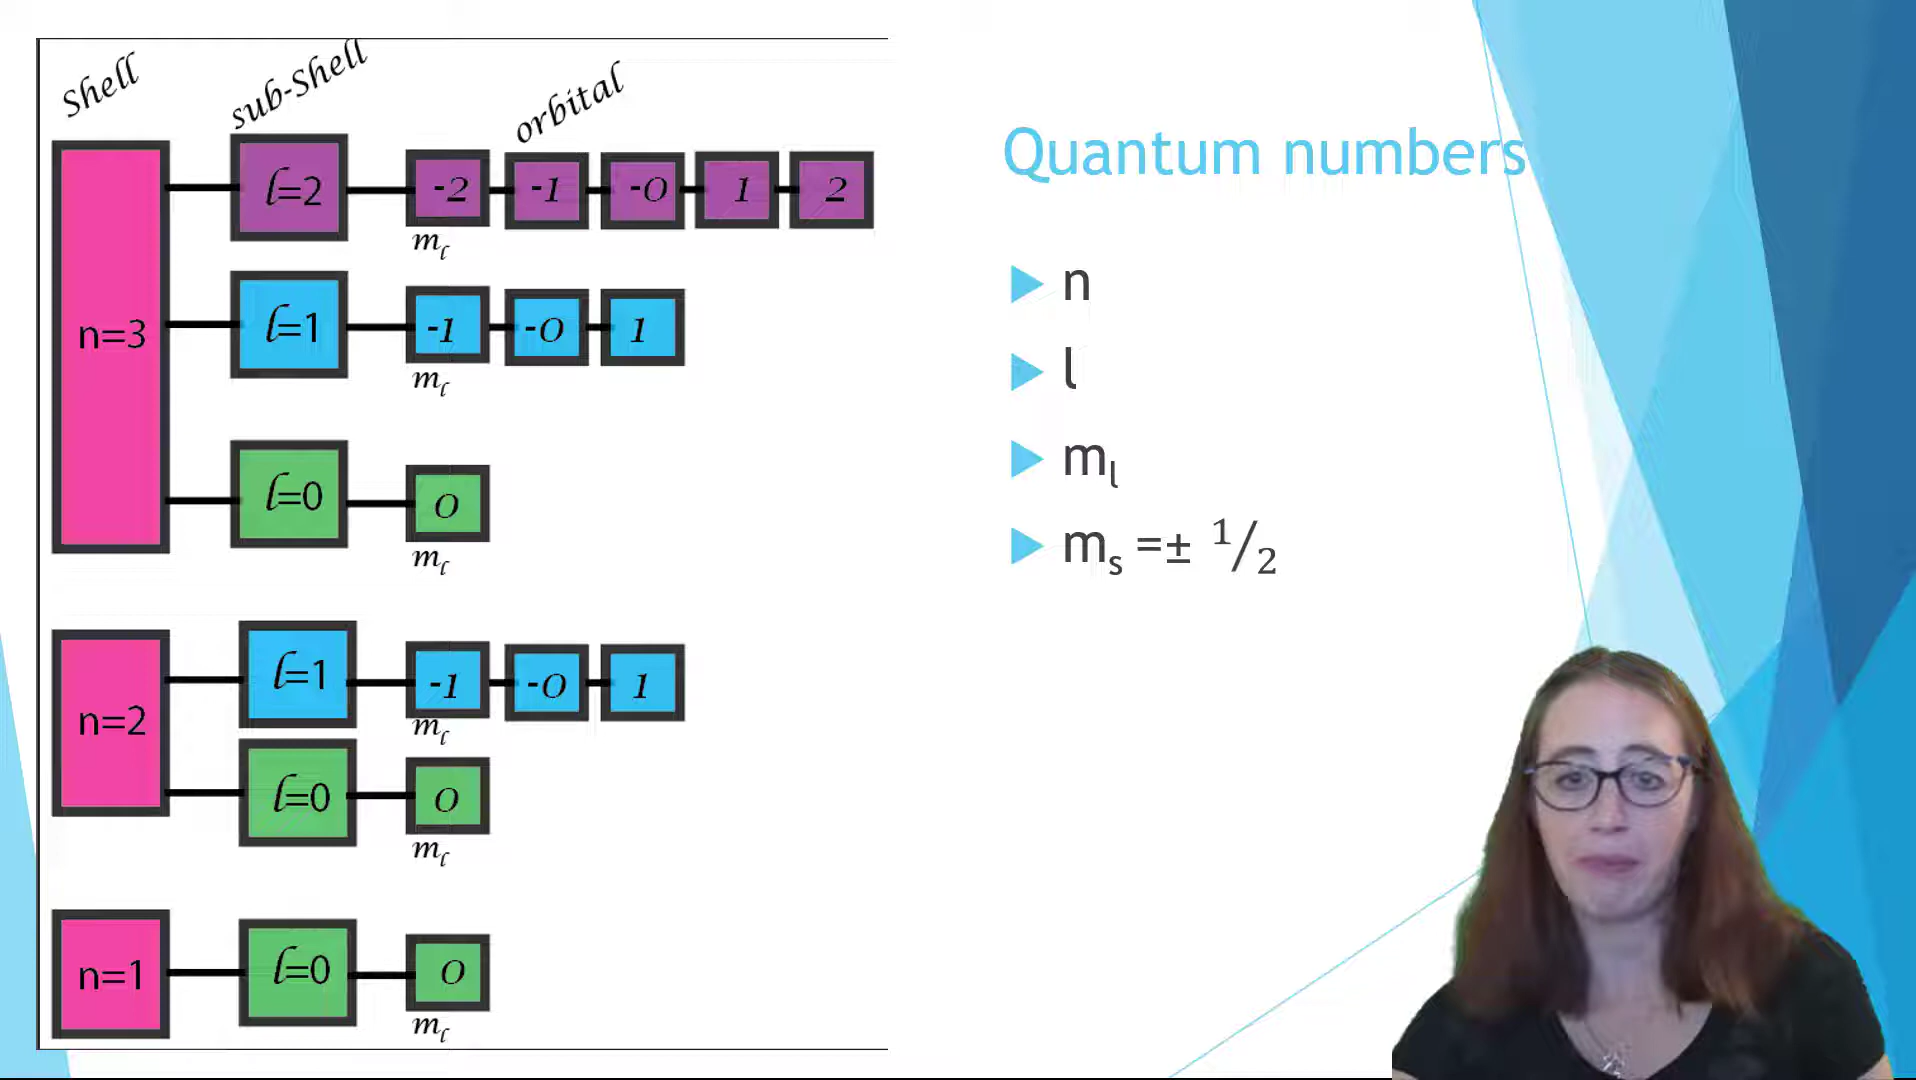 Shell sub-Shell orbital
n=3
l=2 -2 -1 -0 1 2
ml
l=1 -1 -0 1
ml
l=0 0
ml
n=2
l=1 -1 -0 1
ml
l=0 0
ml
n=1 l=0 0
ml
Quantum numbers
n
l
ml
ms =± 1/2